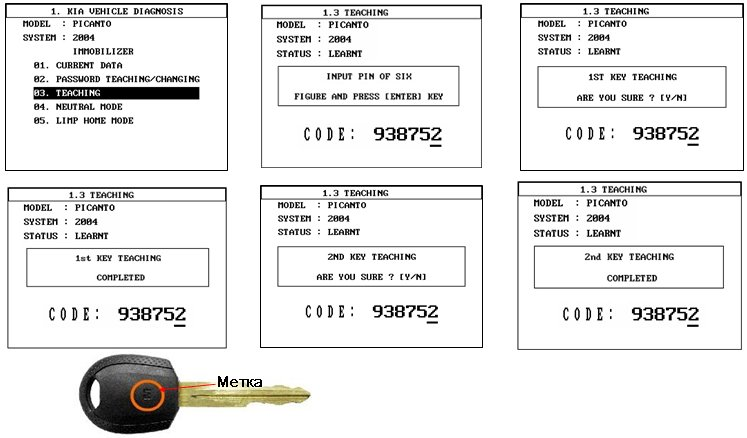 1. KIA VEHICLE DIAGNOSIS
MODEL : PICANTO
SYSTEM : 2004
IMMOBILIZER
01. CURRENT DATA
02. PASSWORD TEACHING/CHANGING
03. TEACHING
04. NEUTRAL MODE
05. LIMP HOME MODE
1.3 TEACHING
MODEL : PICANTO
SYSTEM : 2004
STATUS : LEARNT
INPUT PIN OF SIX
FIGURE AND PRESS [ENTER] KEY
CODE: 938752
1.3 TEACHING
MODEL : PICANTO
SYSTEM : 2004
STATUS : LEARNT
1ST KEY TEACHING
ARE YOU SURE ? [Y/N]
CODE: 938752
1.3 TEACHING
MODEL : PICANTO
SYSTEM : 2004
STATUS : LEARNT
1st KEY TEACHING
COMPLETED
CODE: 938752
1.3 TEACHING
MODEL : PICANTO
SYSTEM : 2004
STATUS : LEARNT
2ND KEY TEACHING
ARE YOU SURE ? [Y/N]
CODE: 938752
1.3 TEACHING
MODEL : PICANTO
SYSTEM : 2004
STATUS : LEARNT
2nd KEY TEACHING
COMPLETED
CODE: 938752
Метка